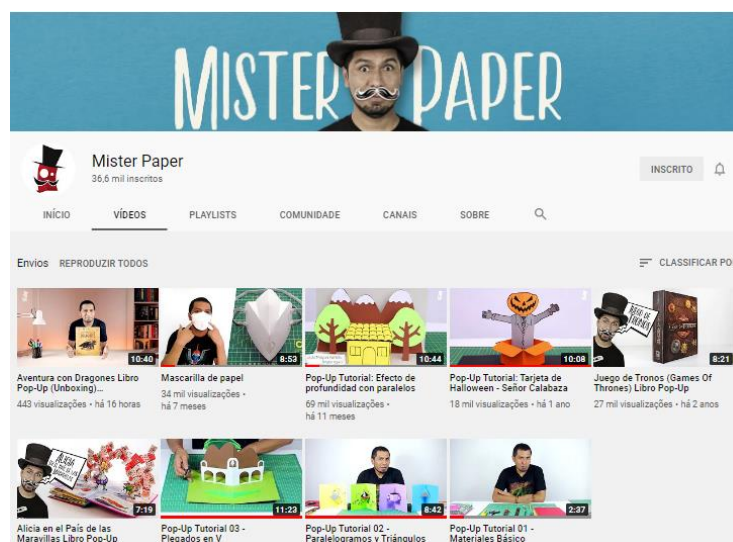 MISTER PAPER
Mister Paper
36,6 mil inscritos
INSCRITO
INÍCIO VÍDEOS PLAYLISTS COMUNIDADE CANAIS SOBRE
Envios REPRODUZIR TODOS
CLASSIFICAR PO
10:40
8:53
10:44
10:08
JUEGO DE TRONOS
8:21
Aventura con Dragones Libro
Pop-Up (Unboxing)...
443 visualizações • há 16 horas
Mascarilla de papel
34 mil visualizações •
há 7 meses
Pop-Up Tutorial: Efecto de
profundidad con paralelos
69 mil visualizações •
há 11 meses
Pop-Up Tutorial: Tarjeta de
Halloween - Señor Calabaza
18 mil visualizações • há 1 ano
Juego de Tronos (Games Of
Thrones) Libro Pop-Up
27 mil visualizações • há 2 anos
ALICIA
7:19
11:23
8:42
2:37
Alicia en el País de las
Maravillas Libro Pop-Up
Pop-Up Tutorial 03 -
Plegados en V
Pop-Up Tutorial 02 -
Paralelogramos y Triángulos
Pop-Up Tutorial 01 -
Materiales Básico